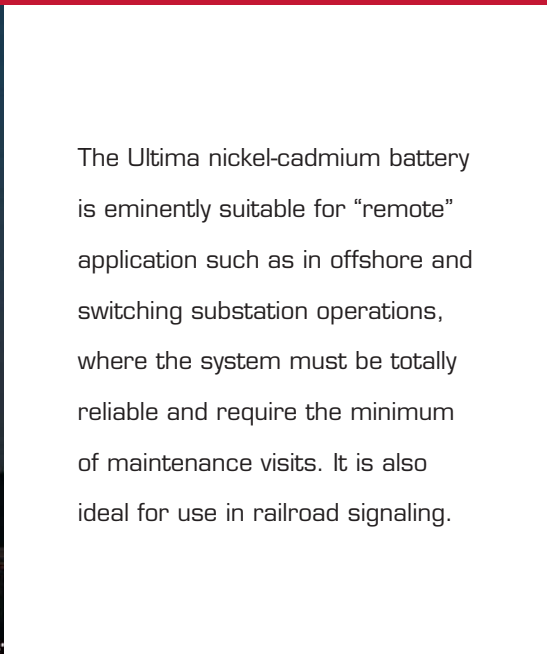 The Ultima nickel-cadmium battery
is eminently suitable for “remote”
application such as in offshore and
switching substation operations,
where the system must be totally
reliable and require the minimum
of maintenance visits. It is also
ideal for use in railroad signaling.